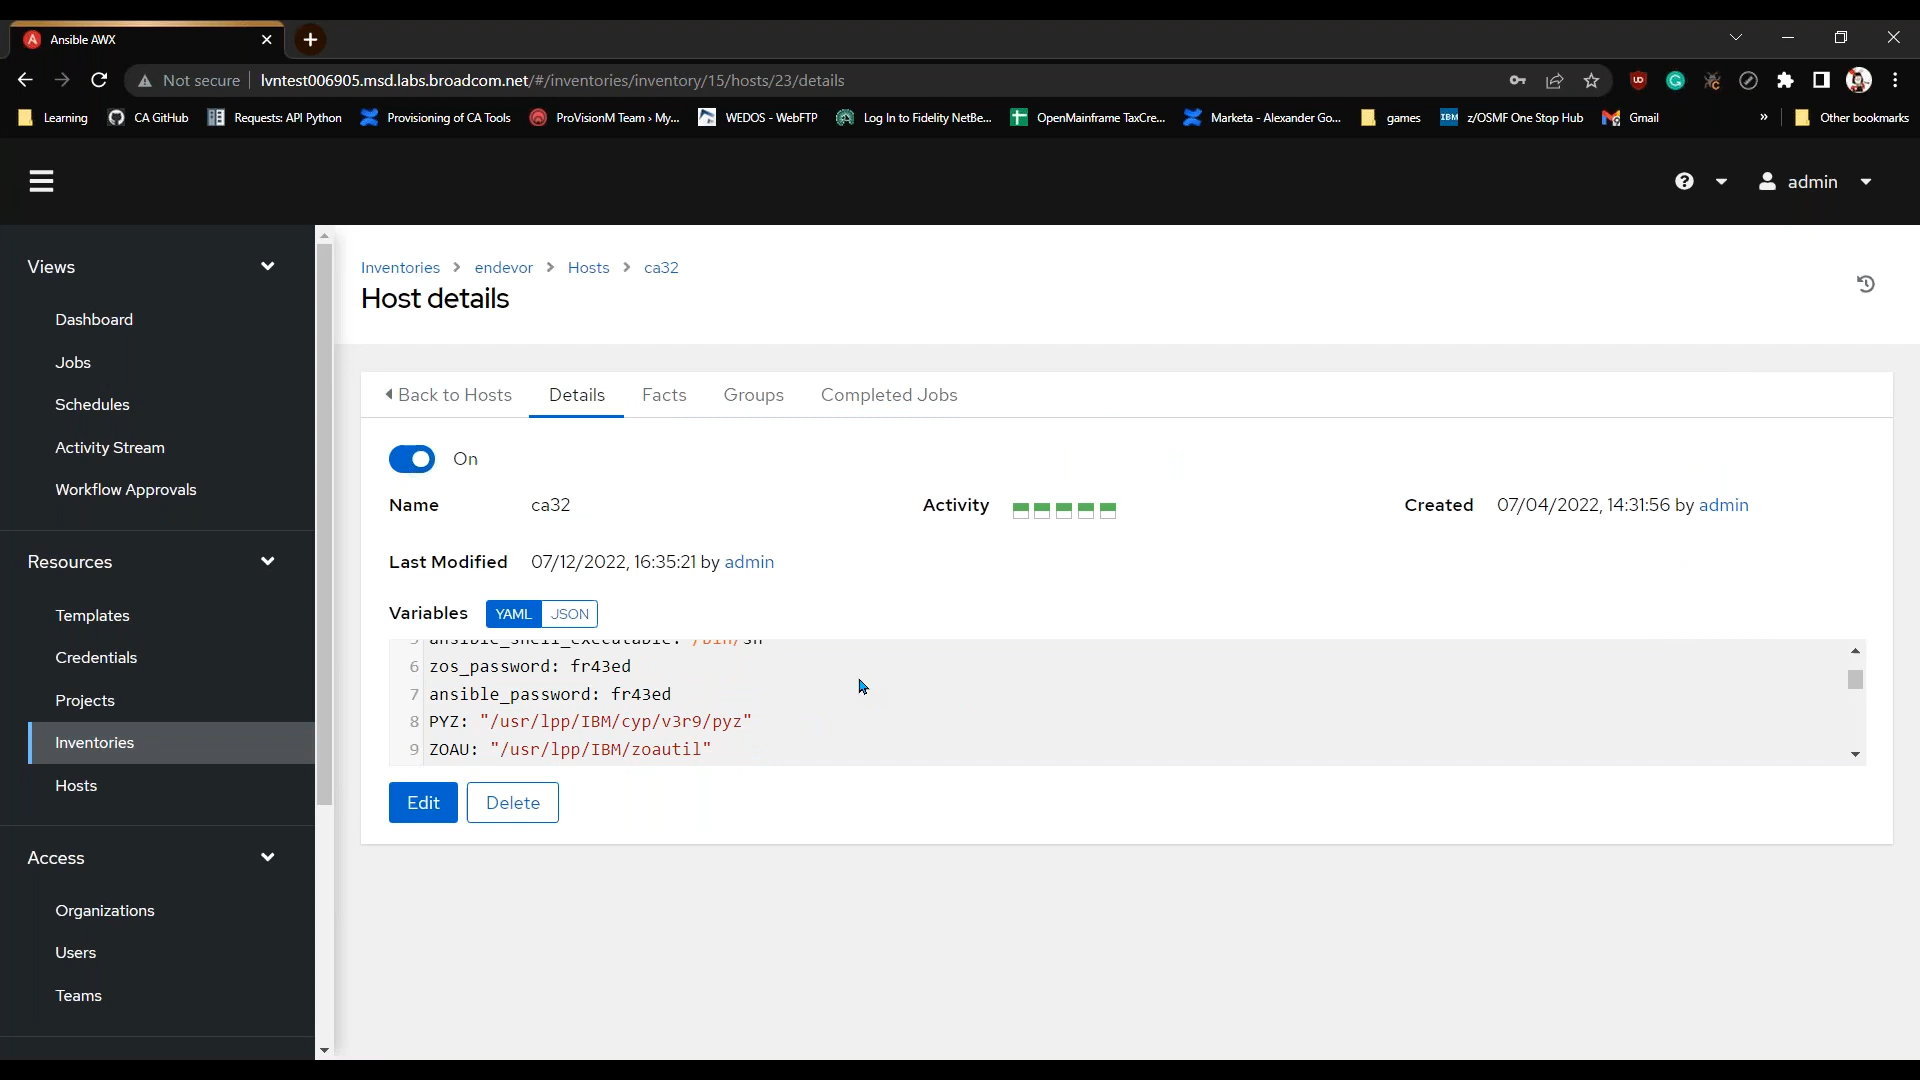 Ansible AWX
Not secure lvntest006905.msd.labs.broadcom.net/#/inventories/inventory/15/hosts/23/details
Learning CA GitHub Requests: API Python Provisioning of CA Tools ProVisionM Team › My... WEDOS - WebFTP Log In to Fidelity NetBe... OpenMainframe TaxCre... Marketa - Alexander Go... games IBM z/OSMF One Stop Hub Gmail » Other bookmarks
admin
Views
Dashboard
Jobs
Schedules
Activity Stream
Workflow Approvals
Resources
Templates
Credentials
Projects
Inventories
Hosts
Access
Organizations
Users
Teams
Inventories > endevor > Hosts > ca32
Host details
Back to Hosts Details Facts Groups Completed Jobs
On
Name ca32 Activity Created 07/04/2022, 14:31:56 by admin
Last Modified 07/12/2022, 16:35:21 by admin
Variables YAML JSON
5 ansible_shell_executable: /bin/sh
6 zos_password: fr43ed
7 ansible_password: fr43ed
8 PYZ: "/usr/lpp/IBM/cyp/v3r9/pyz"
9 ZOAU: "/usr/lpp/IBM/zoautil"
Edit Delete